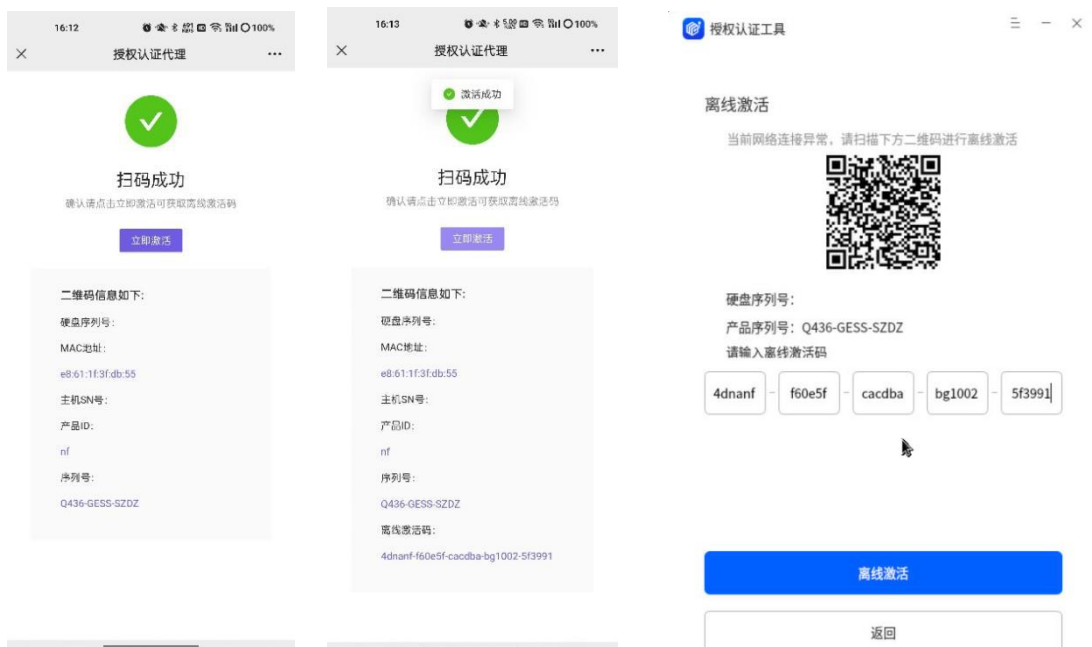 16:12
100%
授权认证代理
扫码成功
确认请点击立即激活可获取离线激活码
立即激活
二维码信息如下:
硬盘序列号:
MAC地址:
e8:61:1f:3f:db:55
主机SN号:
产品ID:
nf
序列号:
Q436-GESS-SZDZ
16:13
100%
授权认证代理
激活成功
扫码成功
确认请点击立即激活可获取离线激活码
立即激活
二维码信息如下:
硬盘序列号:
MAC地址:
e8:61:1f:3f:db:55
主机SN号:
产品ID:
nf
序列号:
Q436-GESS-SZDZ
离线激活码:
4dnanf-f60e5f-cacdba-bg1002-5f3991
授权认证工具
离线激活
当前网络连接异常，请扫描下方二维码进行离线激活
硬盘序列号:
产品序列号: Q436-GESS-SZDZ
请输入离线激活码
4dnanf - f60e5f - cacdba - bg1002 - 5f3991
离线激活
返回